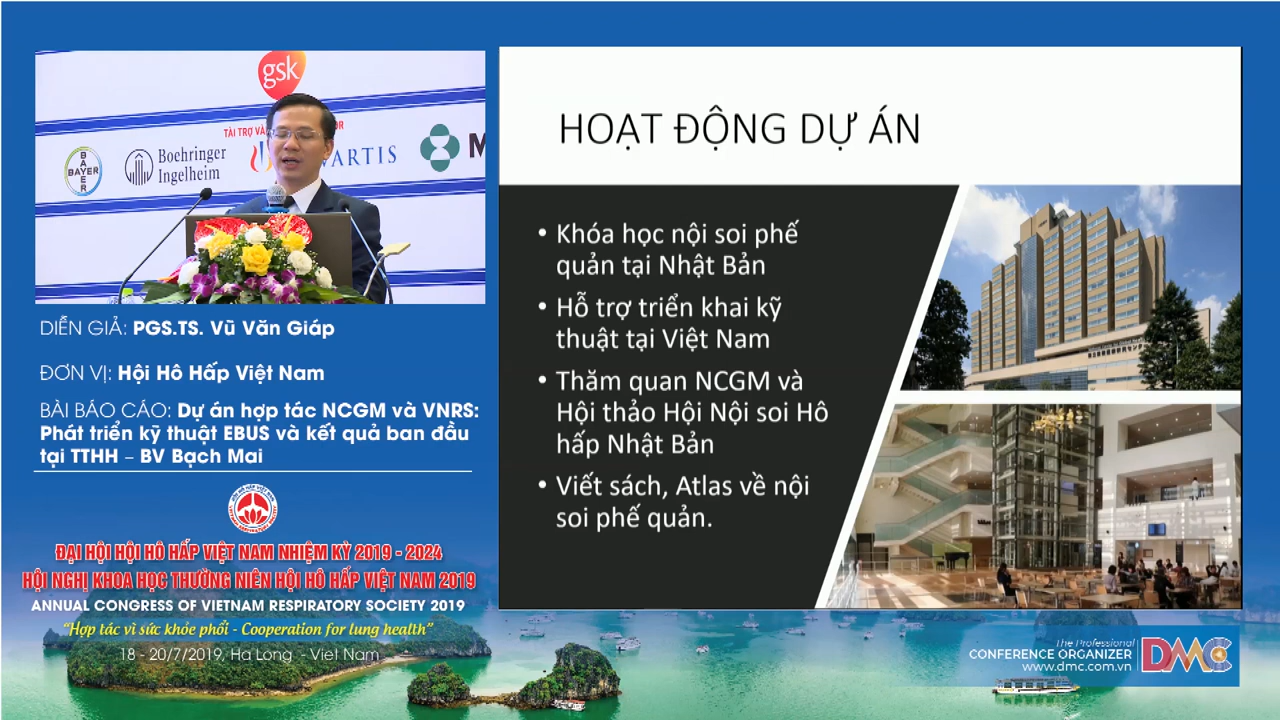 gsk
TÀI TRỢ VÀ
OR
BAYER
BAYER
Boehringer
Ingelheim
VARTIS
M
DIỄN GIẢ: PGS.TS. Vũ Văn Giáp
ĐƠN VỊ: Hội Hô Hấp Việt Nam
BÀI BÁO CÁO: Dự án hợp tác NCGM và VNRS:
Phát triển kỹ thuật EBUS và kết quả ban đầu
tại TTHH – BV Bạch Mai
ĐẠI HỘI HỘI HÔ HẤP VIỆT NAM NHIỆM KỲ 2019 - 2024
HỘI NGHỊ KHOA HỌC THƯỜNG NIÊN HỘI HÔ HẤP VIỆT NAM 2019
ANNUAL CONGRESS OF VIETNAM RESPIRATORY SOCIETY 2019
“Hợp tác vì sức khỏe phổi - Cooperation for lung health”
18 - 20/7/2019, Ha Long - Viet Nam
HOẠT ĐỘNG DỰ ÁN
• Khóa học nội soi phế
quản tại Nhật Bản
• Hỗ trợ triển khai kỹ
thuật tại Việt Nam
• Thăm quan NCGM và
Hội thảo Hội Nội soi Hô
hấp Nhật Bản
• Viết sách, Atlas về nội
soi phế quản.
The Professional
CONFERENCE ORGANIZER
www.dmc.com.vn
DMC